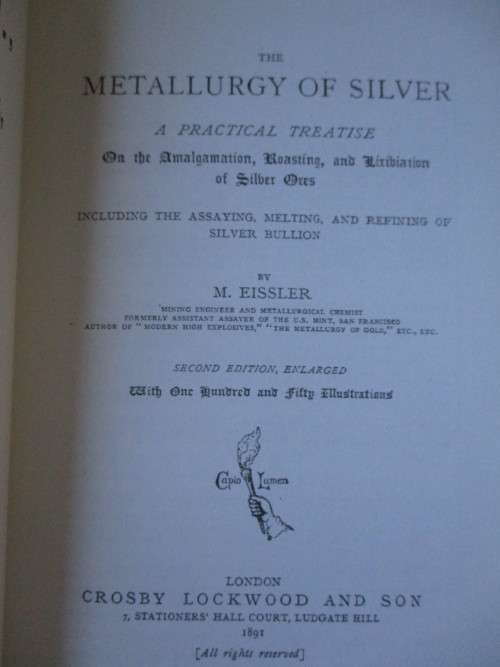 THE
METALLURGY OF SILVER
A PRACTICAL TREATISE
On the Amalgamation, Roasting, and Lixiviation
of Silver Ores
INCLUDING THE ASSAYING, MELTING, AND REFINING OF
SILVER BULLION
BY
M. EISSLER
MINING ENGINEER AND METALLURGICAL CHEMIST
FORMERLY ASSISTANT ASSAYER OF THE U.S. MINT, SAN FRANCISCO
AUTHOR OF "MODERN HIGH EXPLOSIVES," "THE METALLURGY OF GOLD," ETC., ETC.
SECOND EDITION, ENLARGED
With One Hundred and Fifty Illustrations
Capio Lumen
LONDON
CROSBY LOCKWOOD AND SON
7, STATIONERS' HALL COURT, LUDGATE HILL
1891
[All rights reserved]